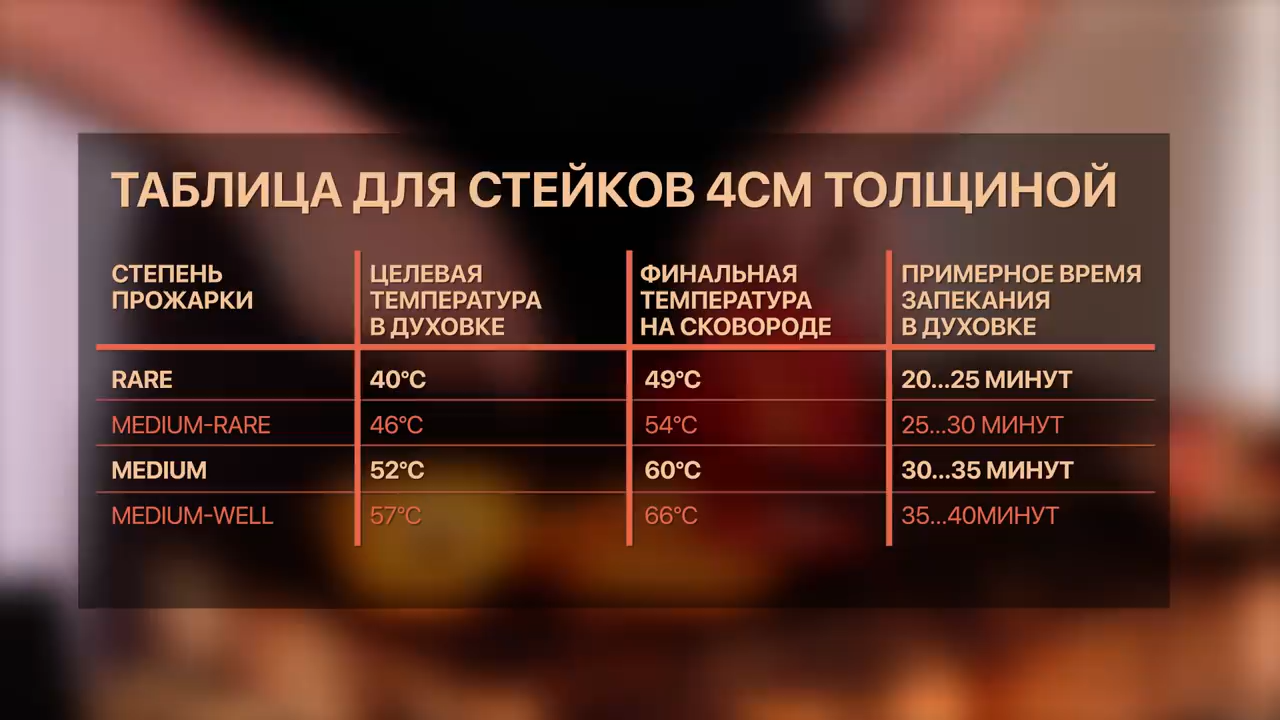 ТАБЛИЦА ДЛЯ СТЕЙКОВ 4СМ ТОЛЩИНОЙ
СТЕПЕНЬ ПРОЖАРКИ | ЦЕЛЕВАЯ ТЕМПЕРАТУРА В ДУХОВКЕ | ФИНАЛЬНАЯ ТЕМПЕРАТУРА НА СКОВОРОДЕ | ПРИМЕРНОЕ ВРЕМЯ ЗАПЕКАНИЯ В ДУХОВКЕ
RARE | 40°C | 49°C | 20...25 МИНУТ
MEDIUM-RARE | 46°C | 54°C | 25...30 МИНУТ
MEDIUM | 52°C | 60°C | 30...35 МИНУТ
MEDIUM-WELL | 57°C | 66°C | 35...40МИНУТ